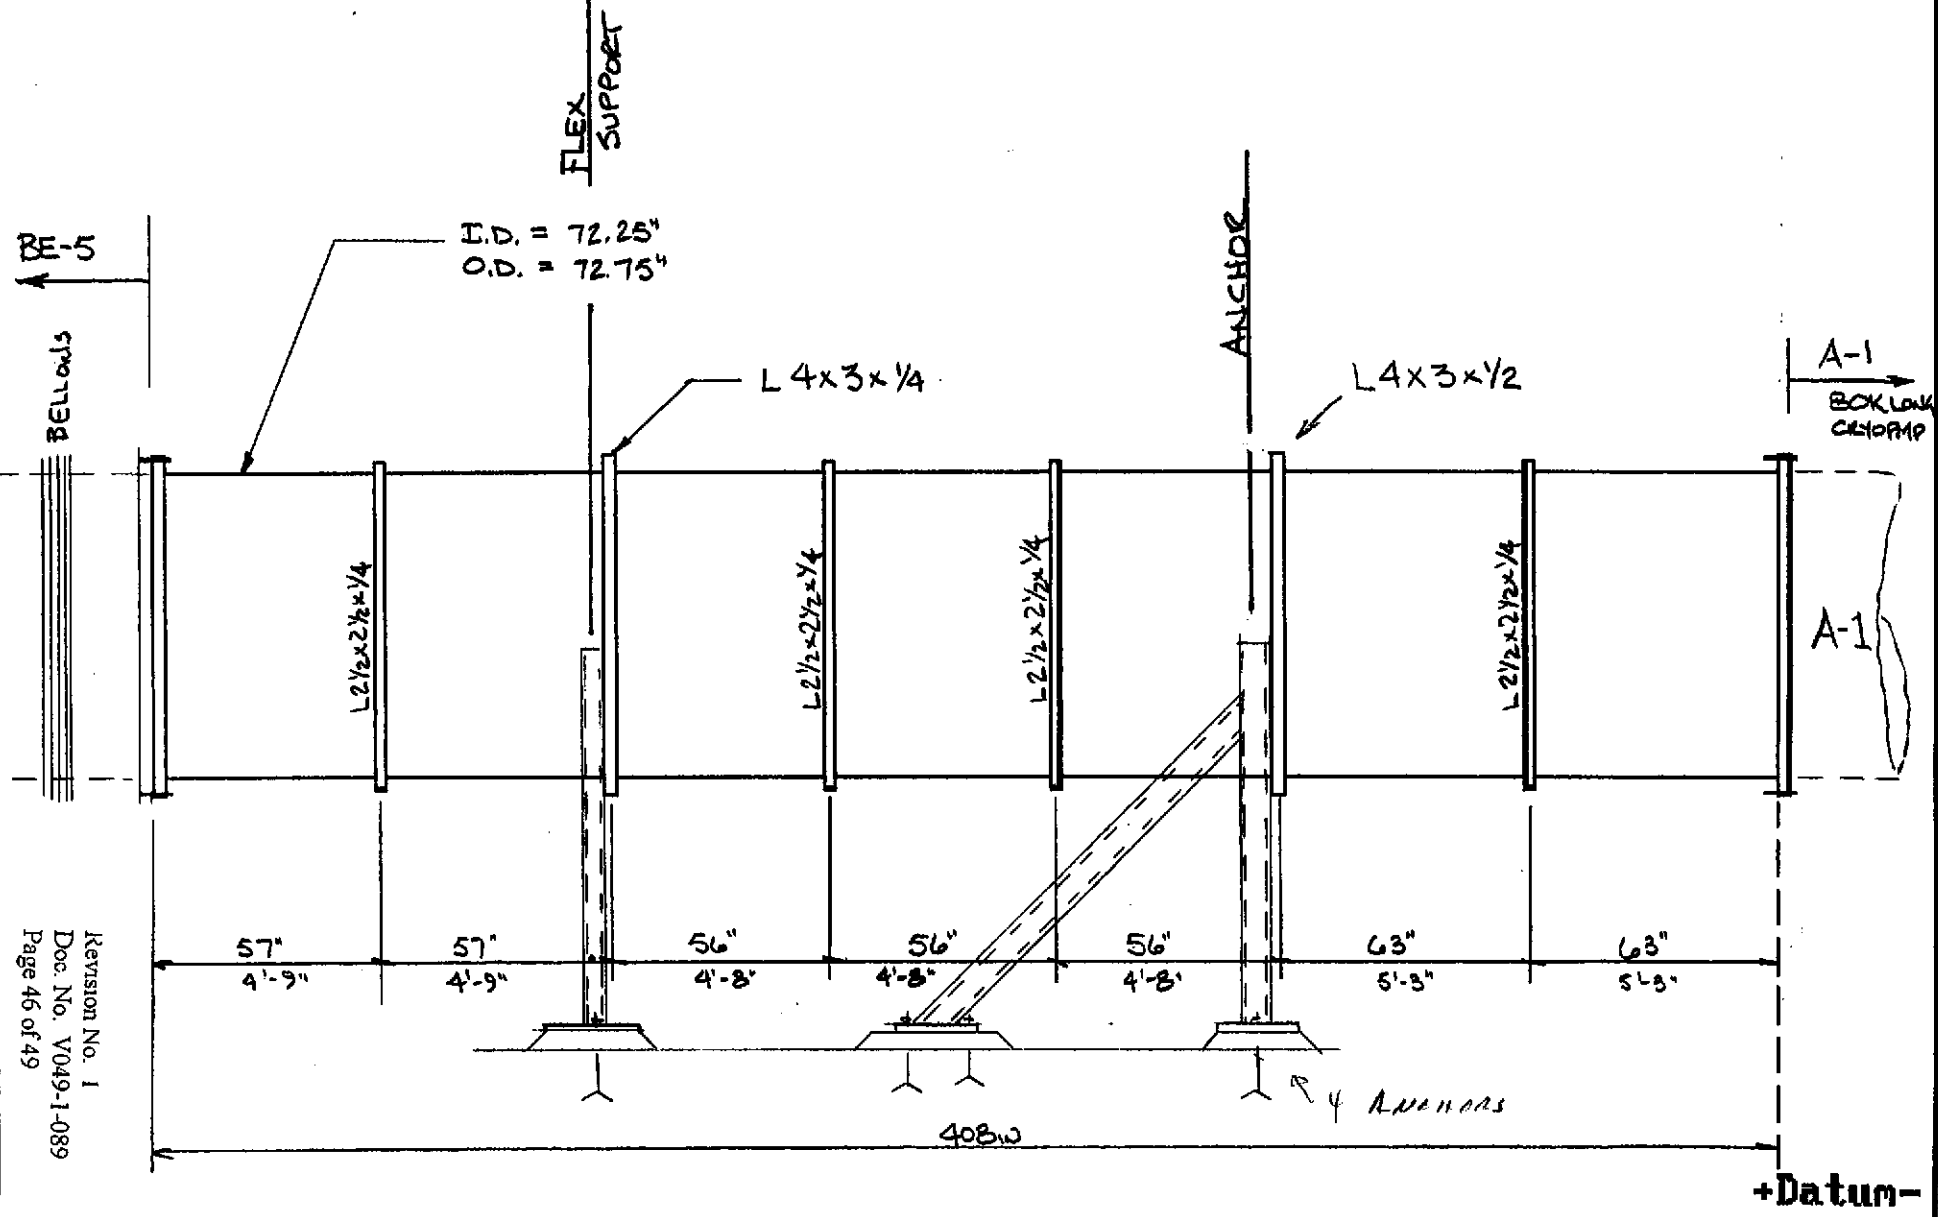 FLEX
SUPPORT
BE-5
I.D. = 72.25"
O.D. = 72.75"
ANCHOR
BELLOWS
L 4x3x1/4
L 4x3x1/2
A-1
80K LONG
CRYOPMP
L2 1/2x2 1/2x1/4
L2 1/2x2 1/2x1/4
L2 1/2x2 1/2x1/4
L2 1/2x2 1/2x1/4
A-1
57" 57" 56" 56" 56" 63" 63"
4'-9" 4'-9" 4'-8" 4'-8" 4'-8" 5'-3" 5'-3"
4 ANCHORS
408 IN
+Datum-
Revision No. 1
Doc. No. V049-1-089
Page 46 of 49